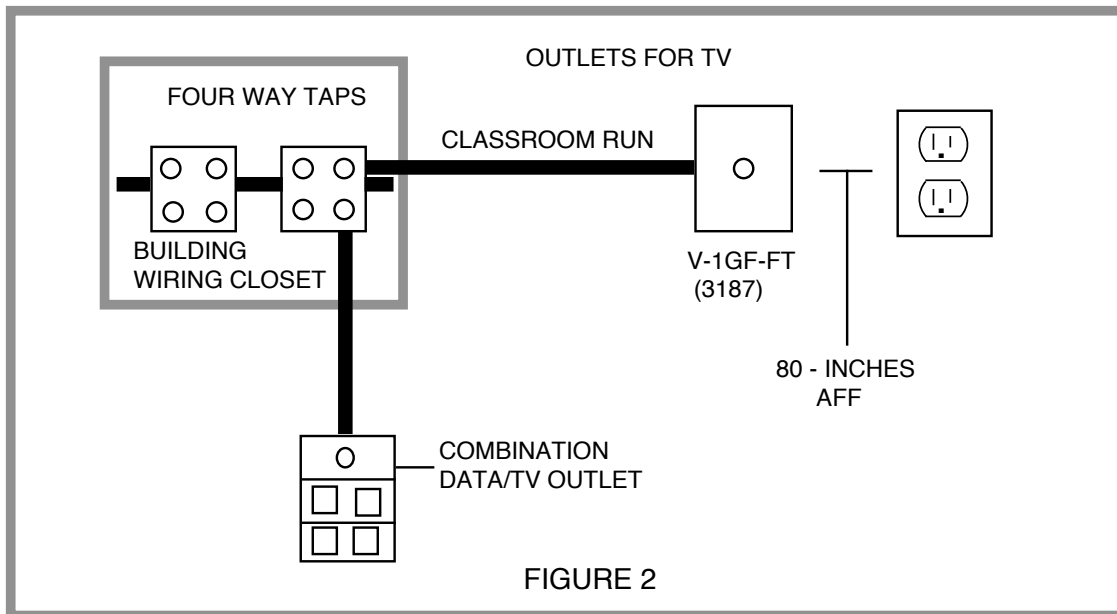 OUTLETS FOR TV
FOUR WAY TAPS
CLASSROOM RUN
BUILDING
WIRING CLOSET
V-1GF-FT
(3187)
80 - INCHES
AFF
COMBINATION
DATA/TV OUTLET
FIGURE 2